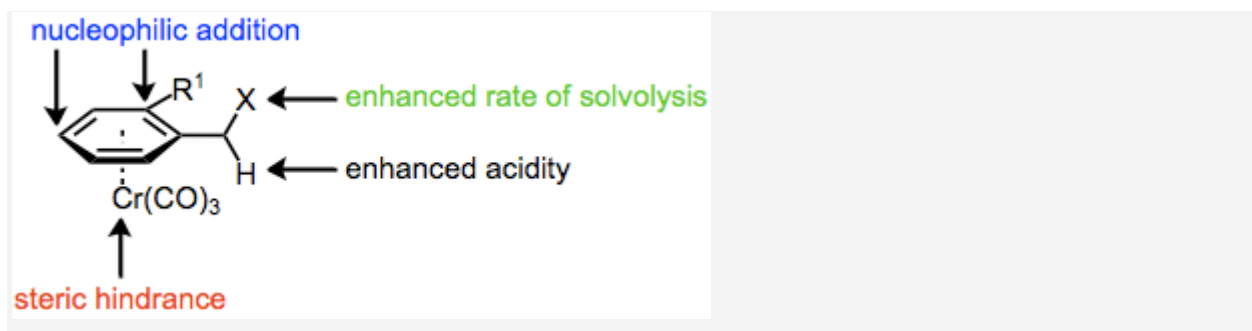 nucleophilic addition
R¹
X
enhanced rate of solvolysis
H
enhanced acidity
Cr(CO)₃
steric hindrance